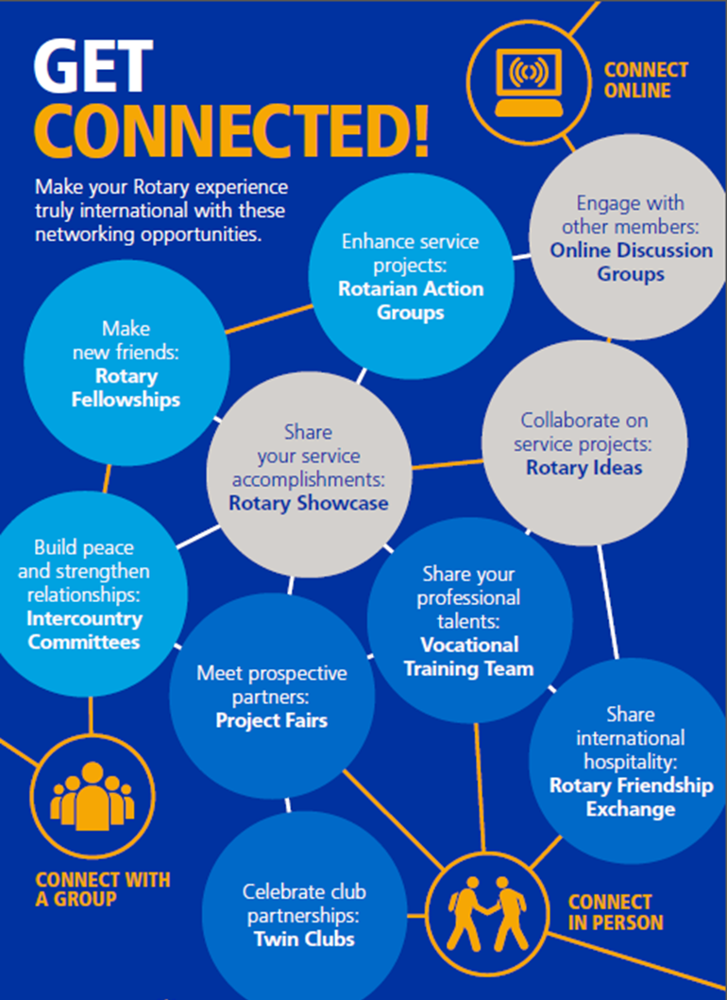 GET
CONNECTED!
Make your Rotary experience
truly international with these
networking opportunities.
CONNECT
ONLINE
Engage with
other members:
Online Discussion
Groups
Enhance service
projects:
Rotarian Action
Groups
Make
new friends:
Rotary
Fellowships
Share
your service
accomplishments:
Rotary Showcase
Collaborate on
service projects:
Rotary Ideas
Build peace
and strengthen
relationships:
Intercountry
Committees
Share your
professional
talents:
Vocational
Training Team
Meet prospective
partners:
Project Fairs
Share
international
hospitality:
Rotary Friendship
Exchange
CONNECT WITH
A GROUP
Celebrate club
partnerships:
Twin Clubs
CONNECT
IN PERSON